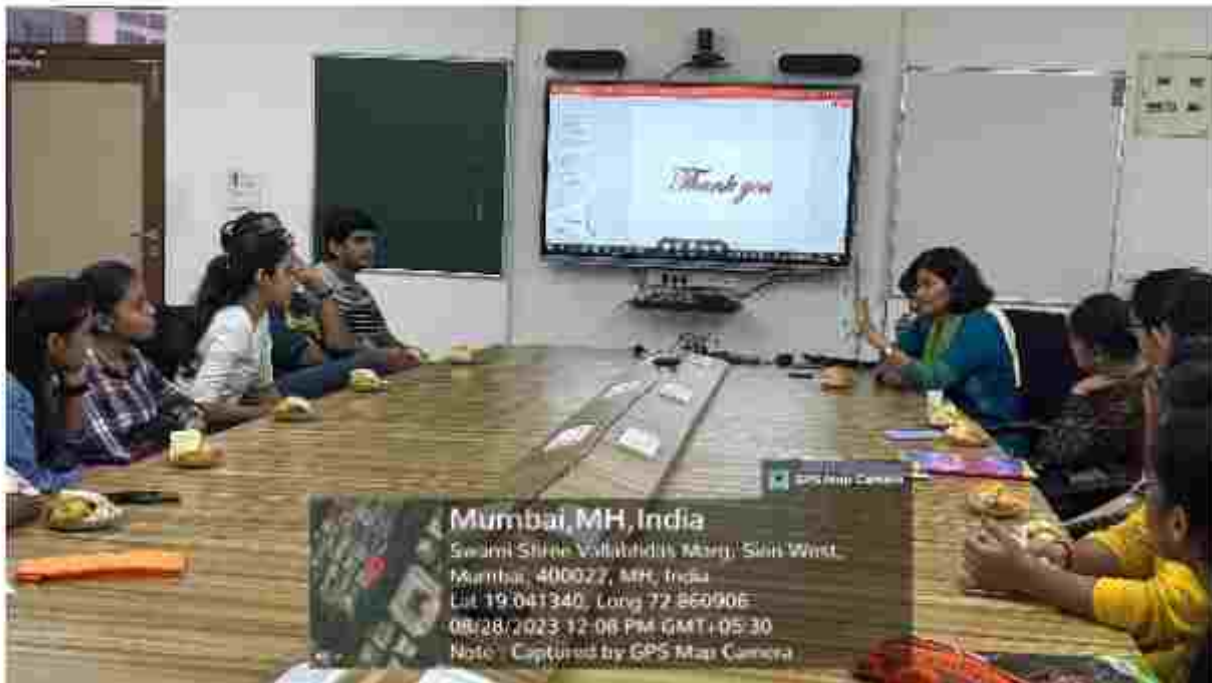 Thank you
GPS Map Camera
Mumbai, MH, India
Swami Shree Vallabhdas Marg, Sion West,
Mumbai, 400022, MH, India
Lat 19.041340, Long 72.860906
08/28/2023 12:08 PM GMT+05:30
Note : Captured by GPS Map Camera